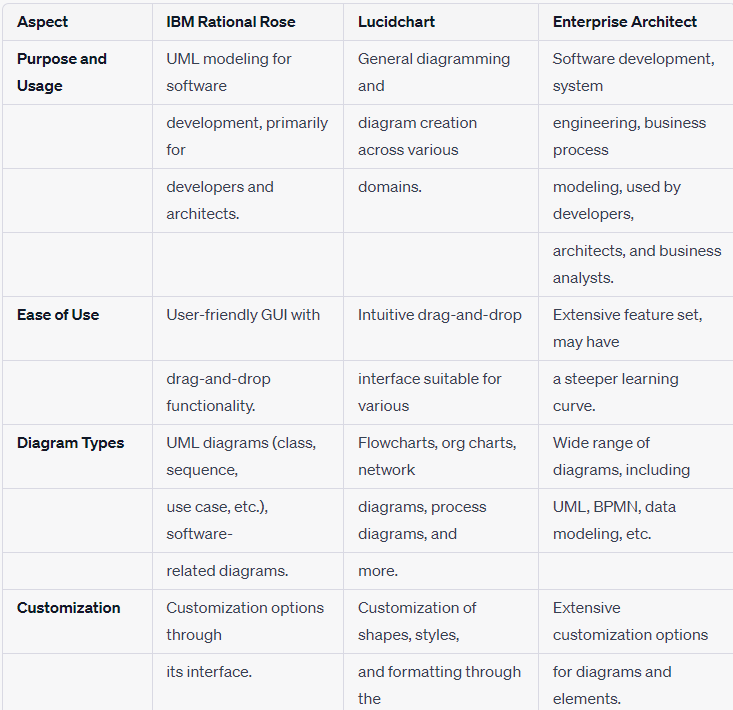 Aspect IBM Rational Rose Lucidchart Enterprise Architect
Purpose and UML modeling for General diagramming Software development,
Usage software and system
development, primarily diagram creation engineering, business
for across various process
developers and domains. modeling, used by
architects. developers,
architects, and business
analysts.
Ease of Use User-friendly GUI with Intuitive drag-and-drop Extensive feature set,
may have
drag-and-drop interface suitable for a steeper learning
functionality. various curve.
Diagram Types UML diagrams (class, Flowcharts, org charts, Wide range of
sequence, network diagrams, including
use case, etc.), diagrams, process UML, BPMN, data
software- diagrams, and modeling, etc.
related diagrams. more.
Customization Customization options Customization of Extensive
through shapes, styles, customization options
its interface. and formatting through for diagrams and
the elements.